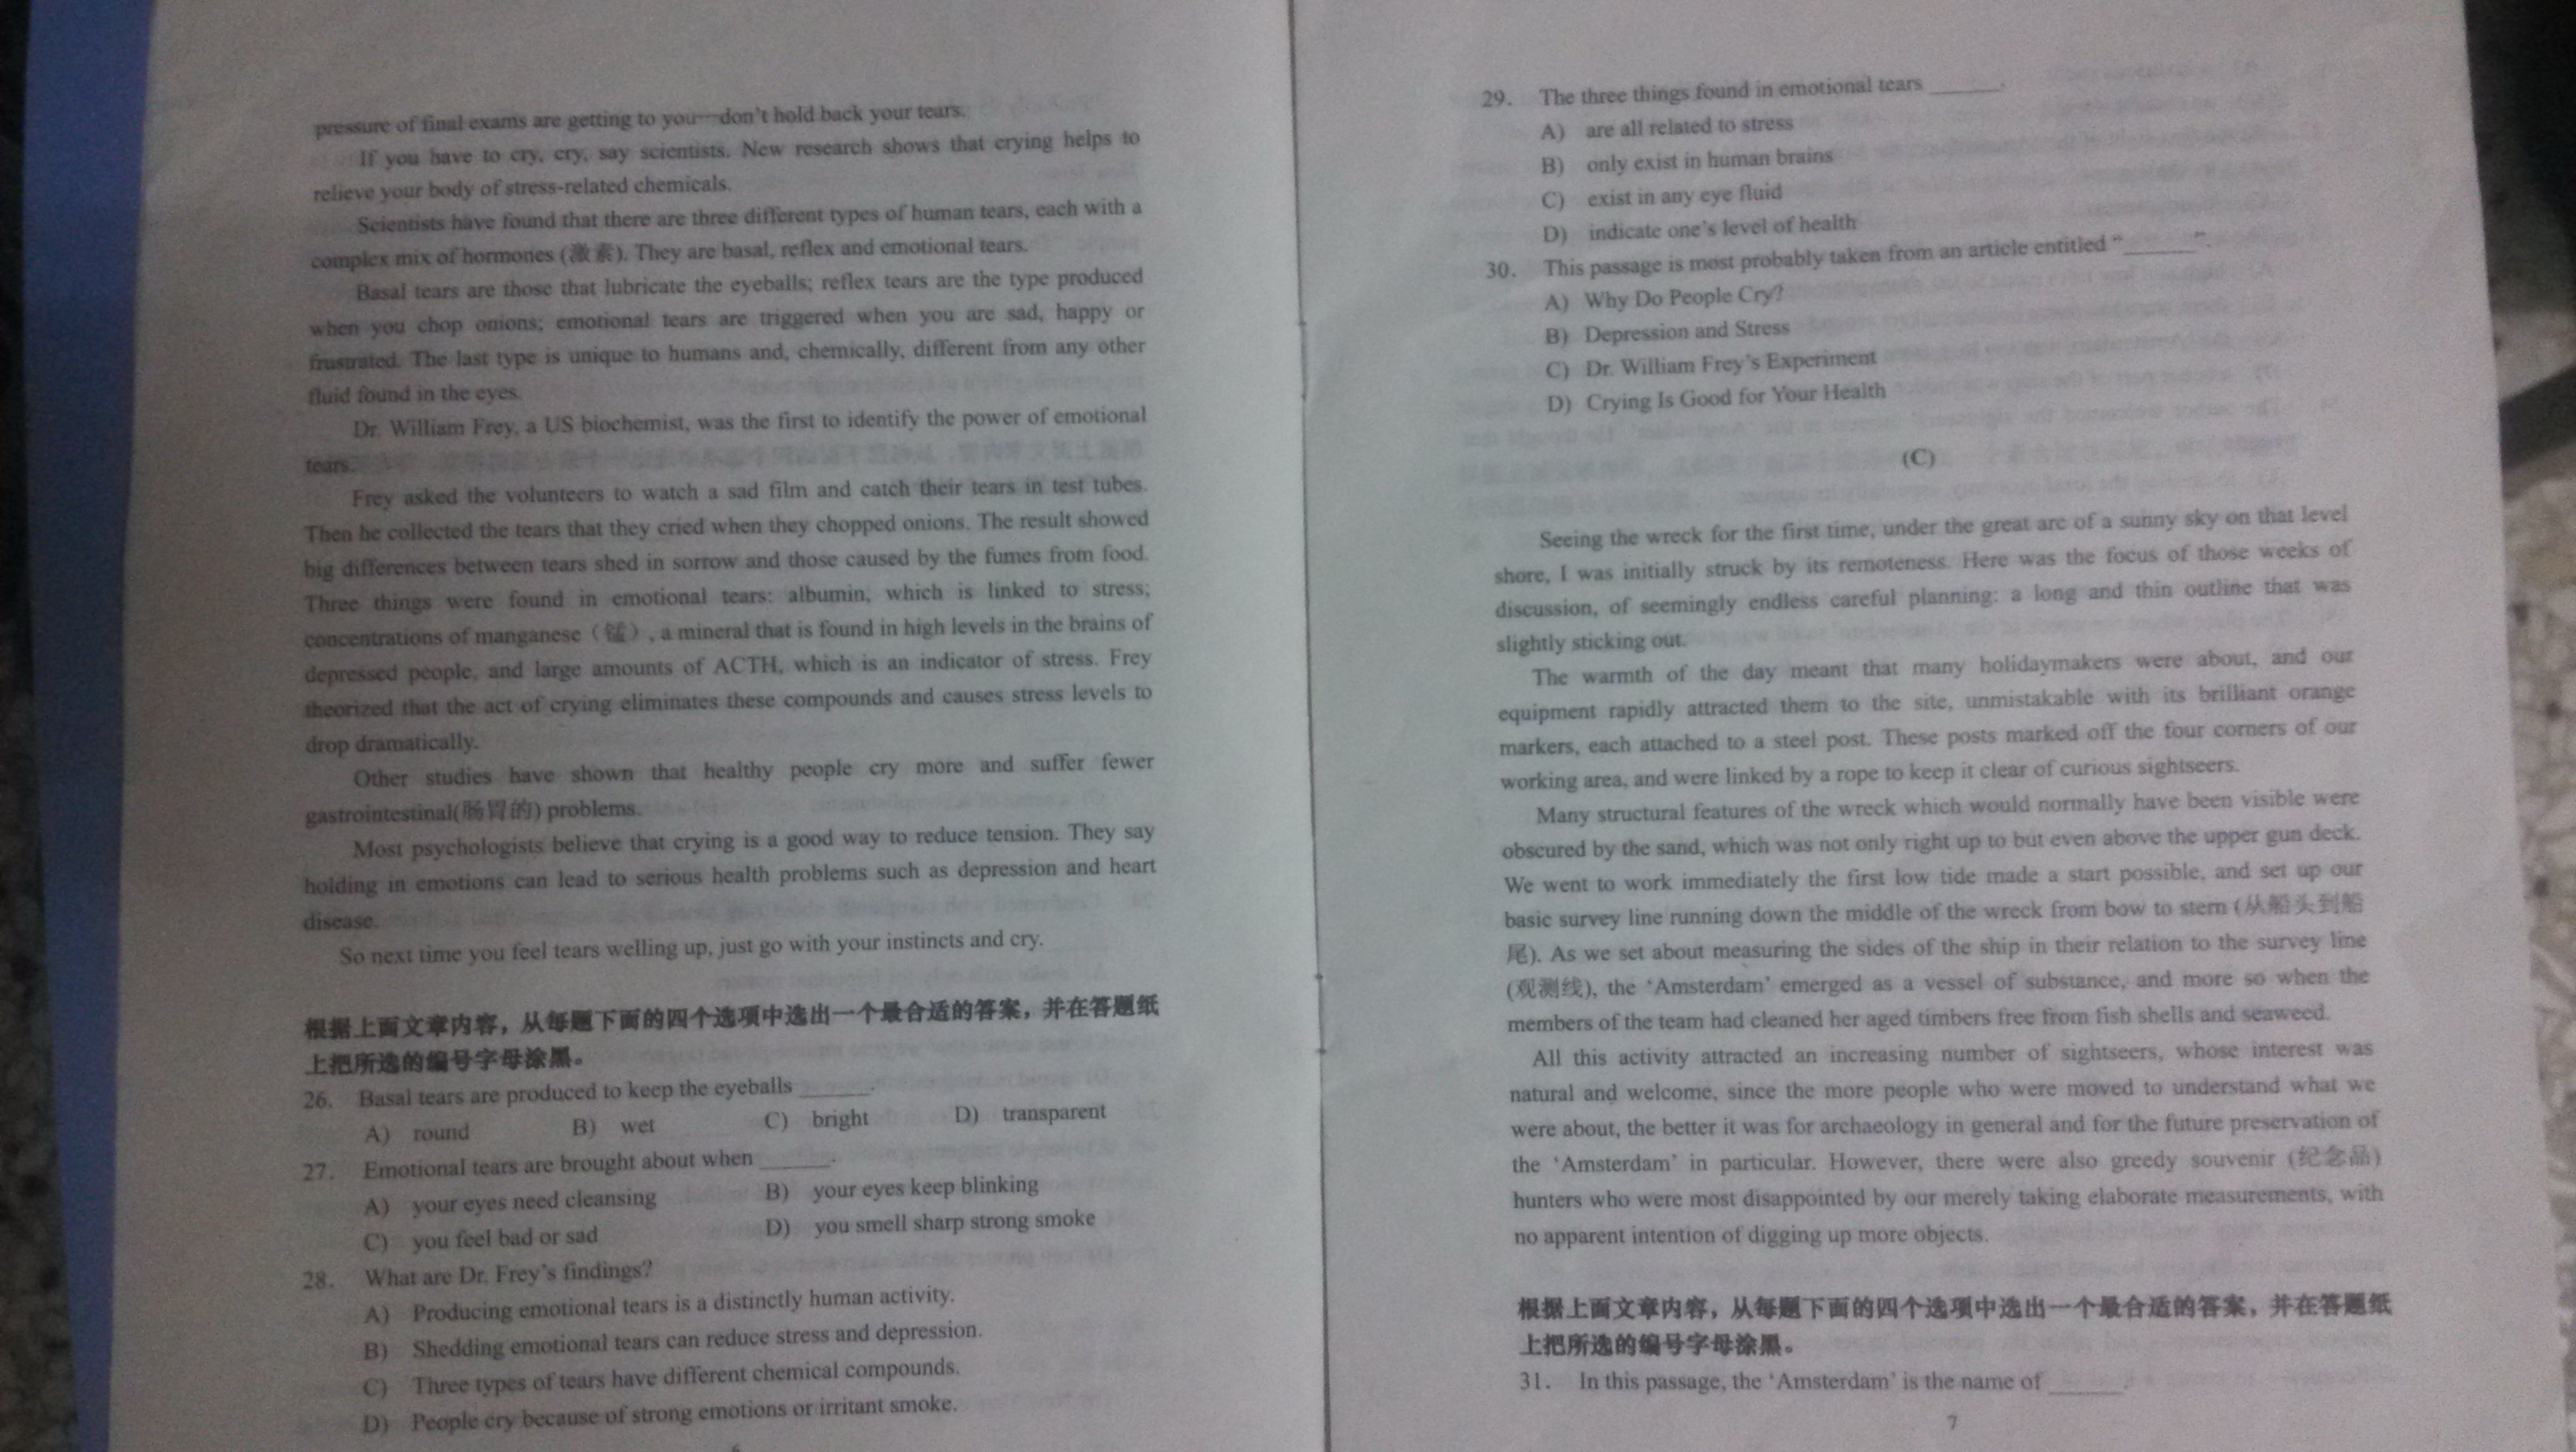 pressure of final exams are getting to you—don't hold back your tears.
If you have to cry, cry, say scientists. New research shows that crying helps to
relieve your body of stress-related chemicals.
Scientists have found that there are three different types of human tears, each with a
complex mix of hormones (激素). They are basal, reflex and emotional tears.
Basal tears are those that lubricate the eyeballs; reflex tears are the type produced
when you chop onions; emotional tears are triggered when you are sad, happy or
frustrated. The last type is unique to humans and, chemically, different from any other
fluid found in the eyes.
Dr. William Frey, a US biochemist, was the first to identify the power of emotional
tears.
Frey asked the volunteers to watch a sad film and catch their tears in test tubes.
Then he collected the tears that they cried when they chopped onions. The result showed
big differences between tears shed in sorrow and those caused by the fumes from food.
Three things were found in emotional tears: albumin, which is linked to stress;
concentrations of manganese (锰), a mineral that is found in high levels in the brains of
depressed people, and large amounts of ACTH, which is an indicator of stress. Frey
theorized that the act of crying eliminates these compounds and causes stress levels to
drop dramatically.
Other studies have shown that healthy people cry more and suffer fewer
gastrointestinal(肠胃的) problems.
Most psychologists believe that crying is a good way to reduce tension. They say
holding in emotions can lead to serious health problems such as depression and heart
disease.
So next time you feel tears welling up, just go with your instincts and cry.
根据上面文章内容，从每题下面的四个选项中选出一个最合适的答案，并在答题纸
上把所选的编号字母涂黑。
26. Basal tears are produced to keep the eyeballs ______.
A) round B) wet C) bright D) transparent
27. Emotional tears are brought about when ______.
A) your eyes need cleansing B) your eyes keep blinking
C) you feel bad or sad D) you smell sharp strong smoke
28. What are Dr. Frey's findings?
A) Producing emotional tears is a distinctly human activity.
B) Shedding emotional tears can reduce stress and depression.
C) Three types of tears have different chemical compounds.
D) People cry because of strong emotions or irritant smoke.
29. The three things found in emotional tears ______.
A) are all related to stress
B) only exist in human brains
C) exist in any eye fluid
D) indicate one's level of health
30. This passage is most probably taken from an article entitled "______".
A) Why Do People Cry?
B) Depression and Stress
C) Dr. William Frey's Experiment
D) Crying Is Good for Your Health
(C)
Seeing the wreck for the first time, under the great arc of a sunny sky on that level
shore, I was initially struck by its remoteness. Here was the focus of those weeks of
discussion, of seemingly endless careful planning: a long and thin outline that was
slightly sticking out.
The warmth of the day meant that many holidaymakers were about, and our
equipment rapidly attracted them to the site, unmistakable with its brilliant orange
markers, each attached to a steel post. These posts marked off the four corners of our
working area, and were linked by a rope to keep it clear of curious sightseers.
Many structural features of the wreck which would normally have been visible were
obscured by the sand, which was not only right up to but even above the upper gun deck.
We went to work immediately the first low tide made a start possible, and set up our
basic survey line running down the middle of the wreck from bow to stern (从船头到船
尾). As we set about measuring the sides of the ship in their relation to the survey line
(观测线), the 'Amsterdam' emerged as a vessel of substance, and more so when the
members of the team had cleaned her aged timbers free from fish shells and seaweed.
All this activity attracted an increasing number of sightseers, whose interest was
natural and welcome, since the more people who were moved to understand what we
were about, the better it was for archaeology in general and for the future preservation of
the 'Amsterdam' in particular. However, there were also greedy souvenir (纪念品)
hunters who were most disappointed by our merely taking elaborate measurements, with
no apparent intention of digging up more objects.
根据上面文章内容，从每题下面的四个选项中选出一个最合适的答案，并在答题纸
上把所选的编号字母涂黑。
31. In this passage, the 'Amsterdam' is the name of ______.
7